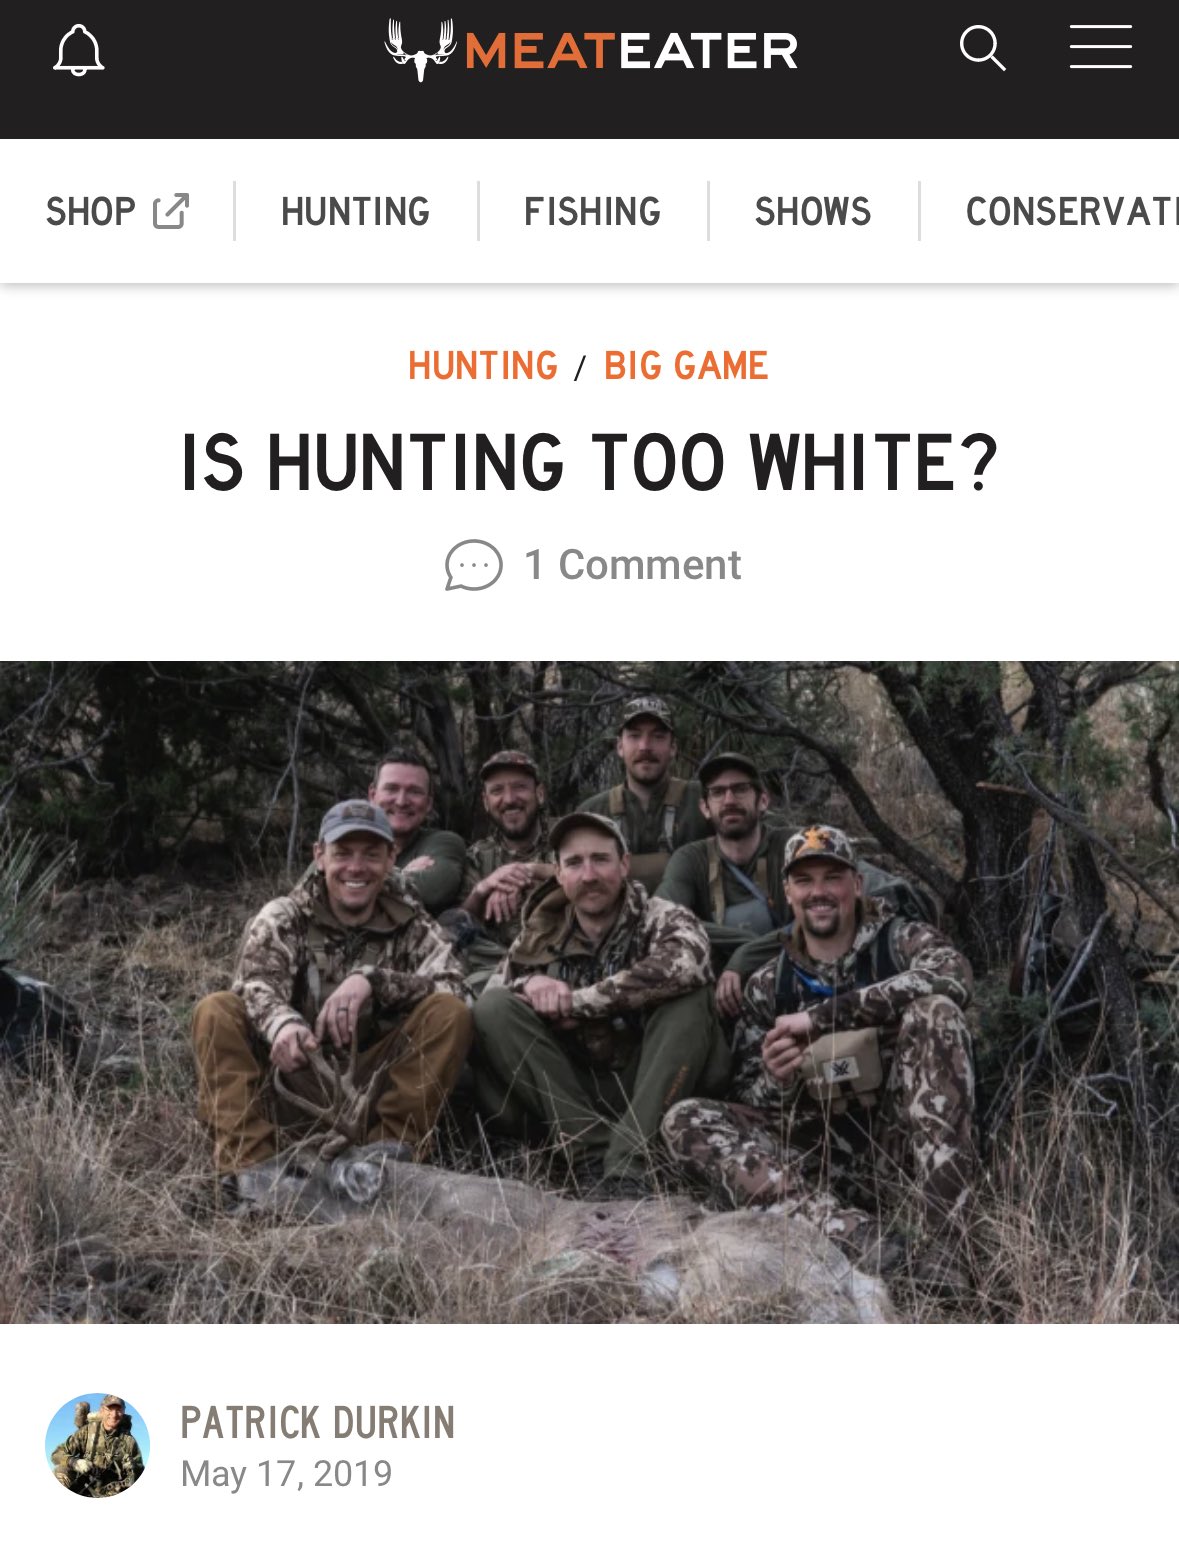 MEATEATER
SHOP
HUNTING
FISHING
SHOWS
CONSERVATI
HUNTING / BIG GAME
IS HUNTING TOO WHITE?
1 Comment
PATRICK DURKIN
May 17, 2019